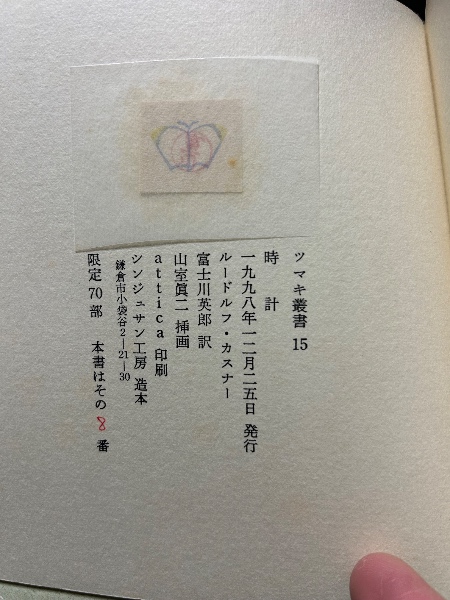 ツマキ叢書 15
時計
一九九八年一二月二五日 発行
ルードルフ・カスナー
富士川英郎 訳
山室眞二 挿画
attica 印刷
シンジュサン工房 造本
鎌倉市小袋谷2―21―30
限定70部 本書はその8番